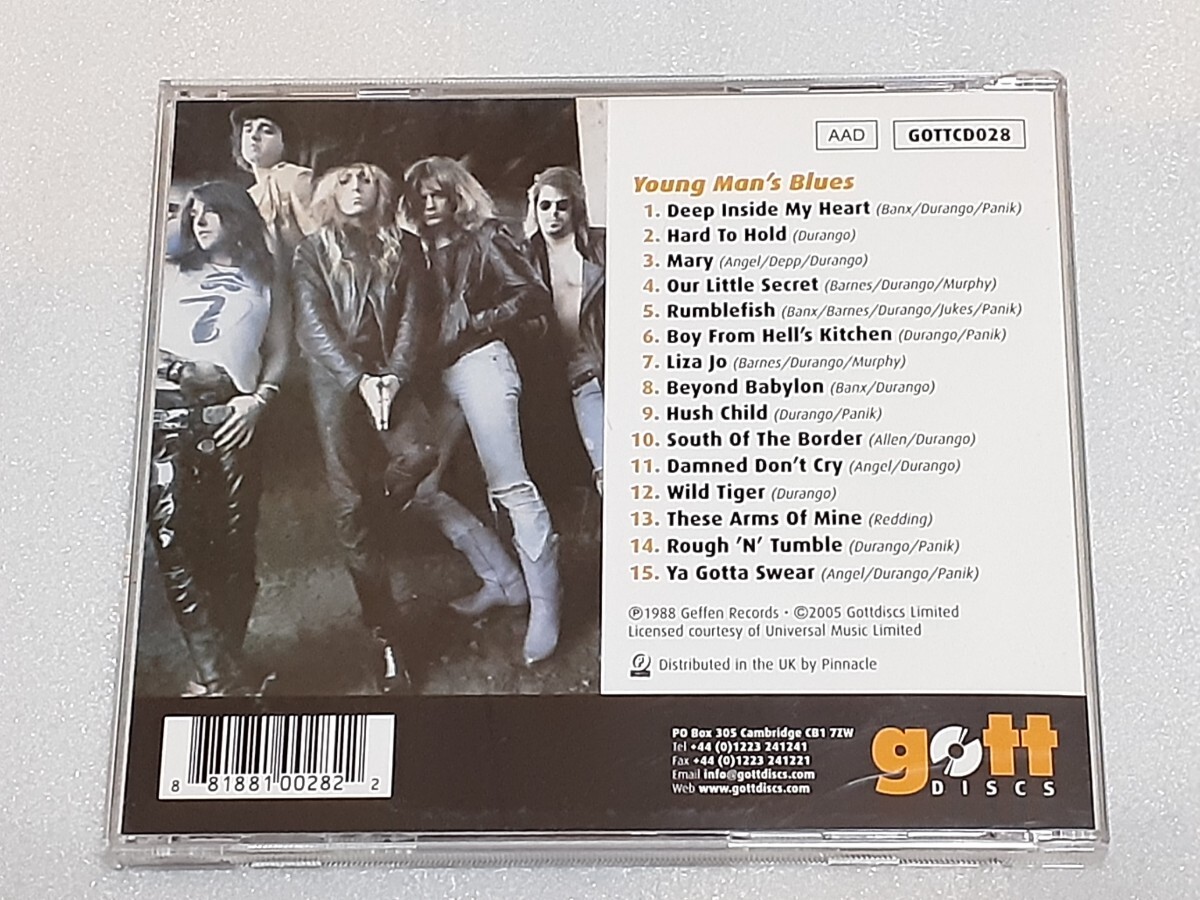 AAD GOTTCD028
Young Man's Blues
1. Deep Inside My Heart (Banx/Durango/Panik)
2. Hard To Hold (Durango)
3. Mary (Angel/Depp/Durango)
4. Our Little Secret (Barnes/Durango/Murphy)
5. Rumblefish (Banx/Barnes/Durango/Jukes/Panik)
6. Boy From Hell's Kitchen (Durango/Panik)
7. Liza Jo (Barnes/Durango/Murphy)
8. Beyond Babylon (Banx/Durango)
9. Hush Child (Durango/Panik)
10. South Of The Border (Allen/Durango)
11. Damned Don't Cry (Angel/Durango)
12. Wild Tiger (Durango)
13. These Arms Of Mine (Redding)
14. Rough 'N' Tumble (Durango/Panik)
15. Ya Gotta Swear (Angel/Durango/Panik)
℗1988 Geffen Records · ©2005 Gottdiscs Limited
Licensed courtesy of Universal Music Limited
Distributed in the UK by Pinnacle
PO Box 305 Cambridge CB1 7ZW
Tel +44 (0)1223 241241
Fax +44 (0)1223 241221
Email info@gottdiscs.com
Web www.gottdiscs.com
gott
DISCS
8 81881 00282 2